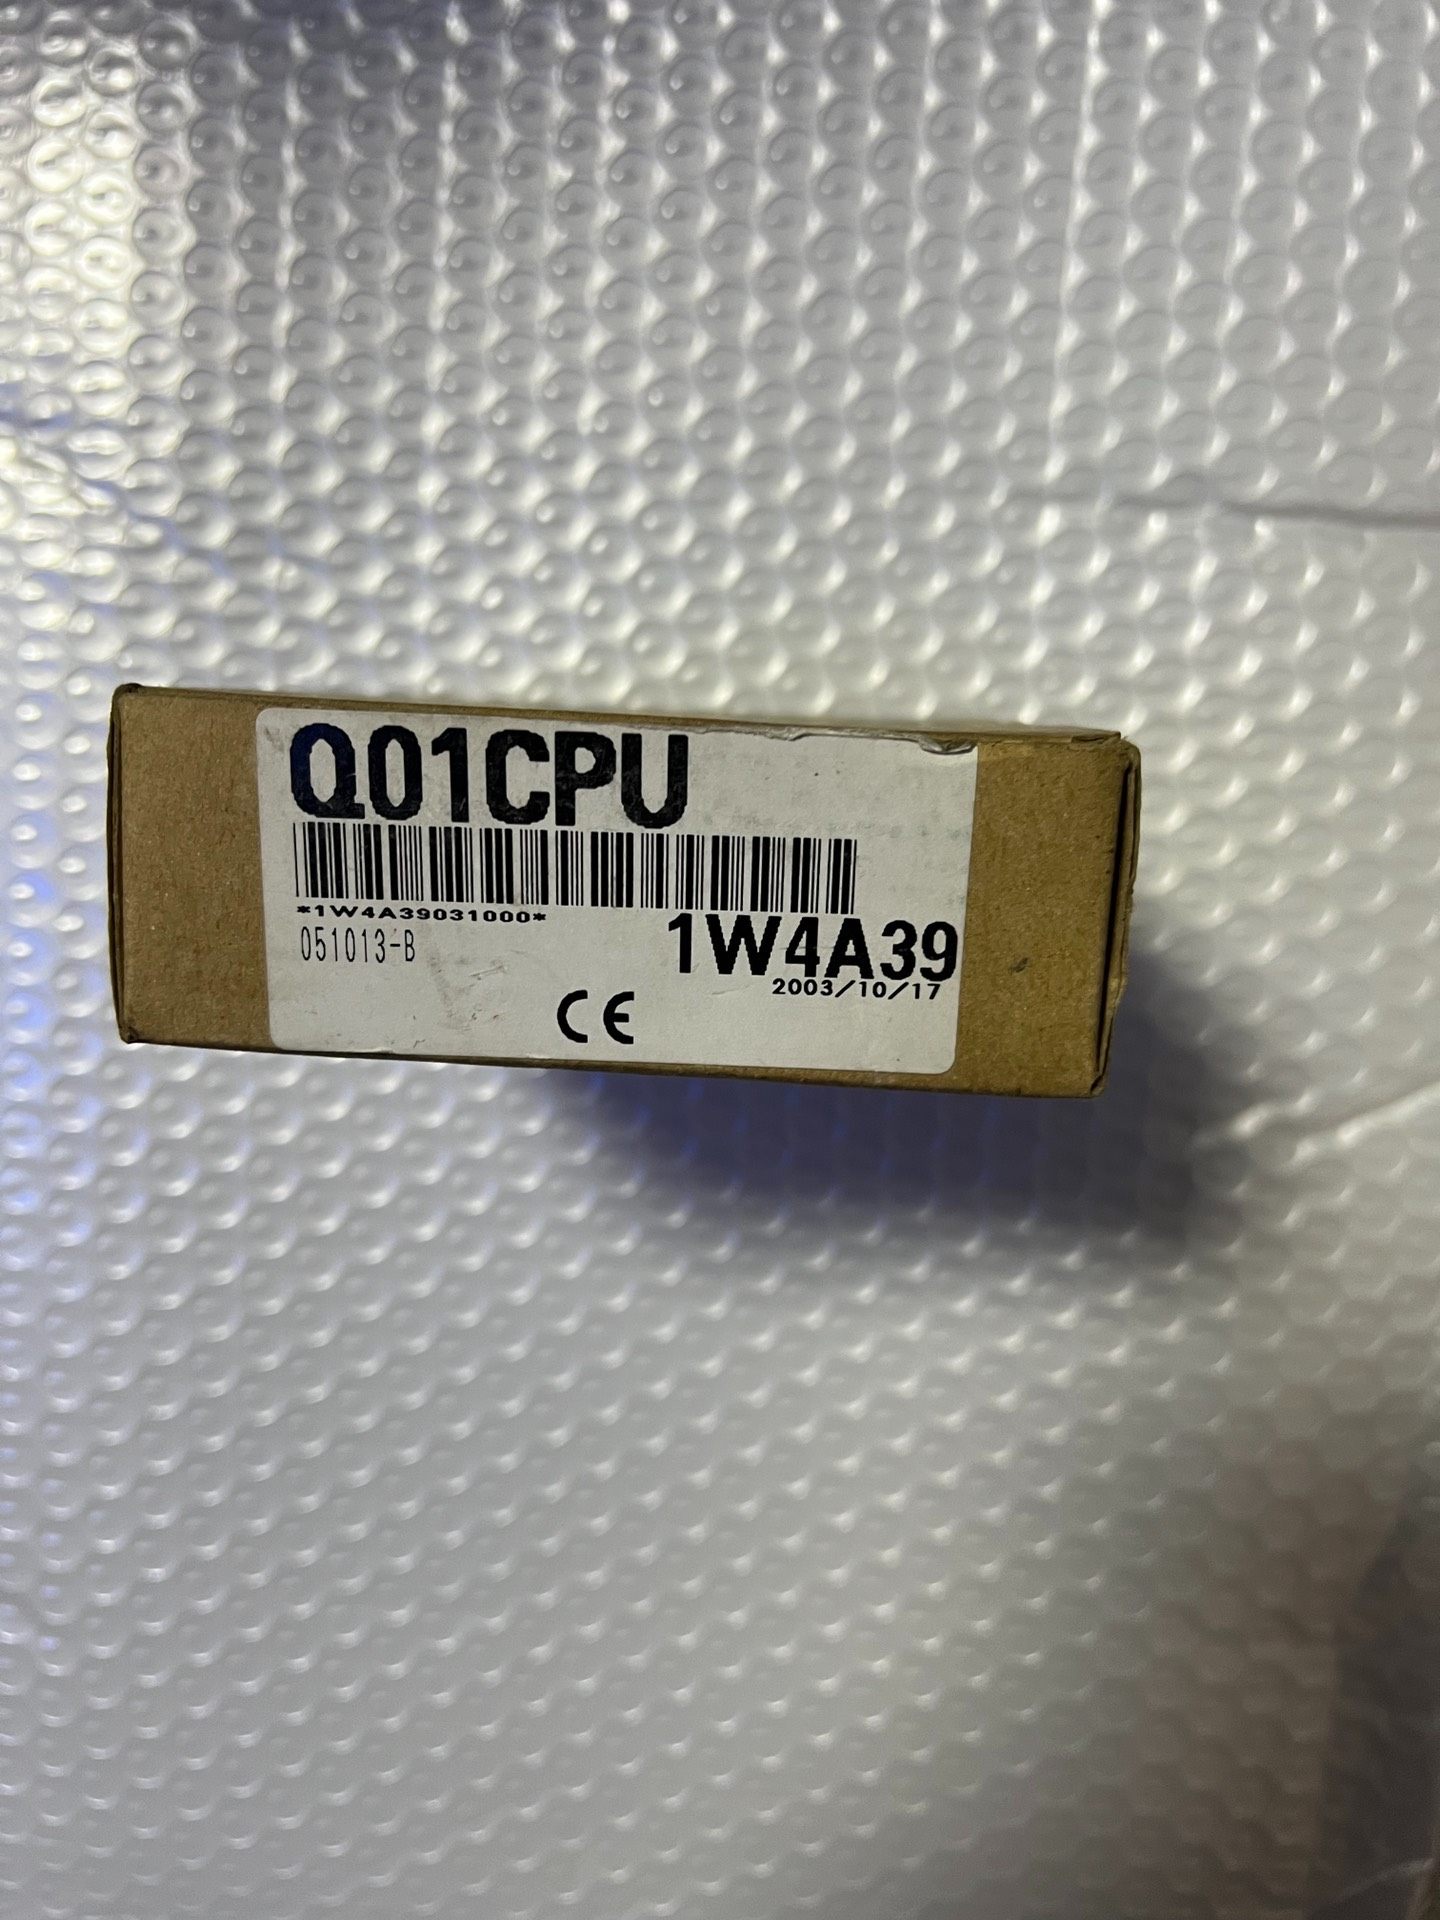 Q01CPU
*1W4A39031000*
051013-B
1W4A39
2003/10/17
CE